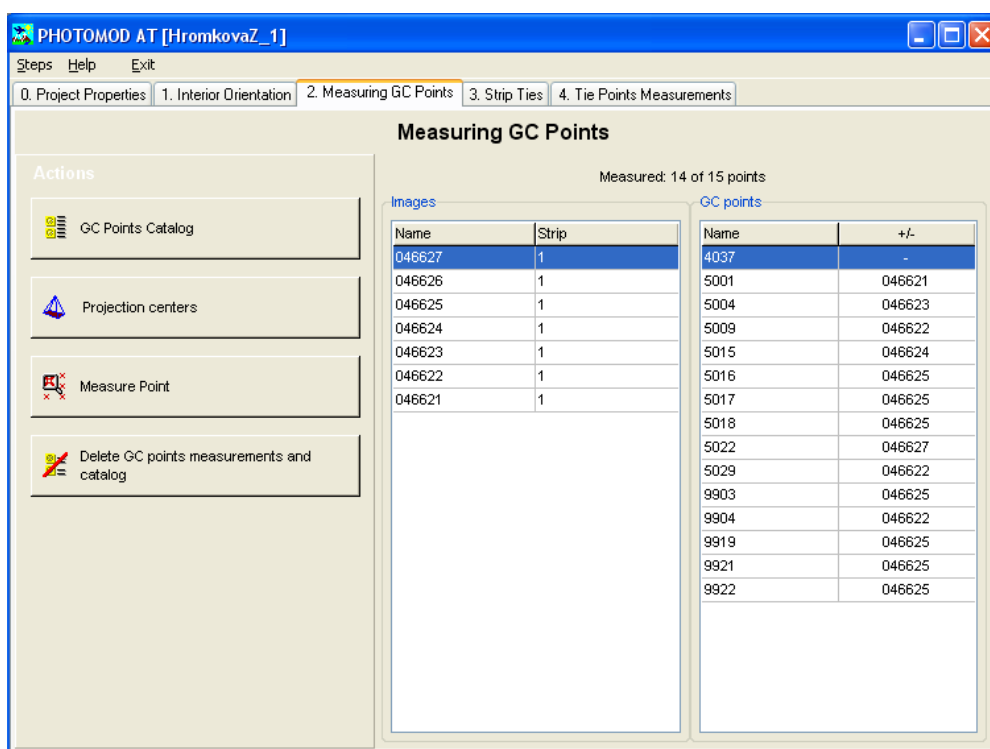 PHOTOMOD AT [HromkovaZ_1]
Steps Help Exit
0. Project Properties 1. Interior Orientation 2. Measuring GC Points 3. Strip Ties 4. Tie Points Measurements
Measuring GC Points
Actions
GC Points Catalog
Projection centers
Measure Point
Delete GC points measurements and
catalog
Measured: 14 of 15 points
Images
Name Strip
046627 1
046626 1
046625 1
046624 1
046623 1
046622 1
046621 1
GC points
Name +/-
4037 -
5001 046621
5004 046623
5009 046622
5015 046624
5016 046625
5017 046625
5018 046625
5022 046627
5029 046622
9903 046625
9904 046622
9919 046625
9921 046625
9922 046625